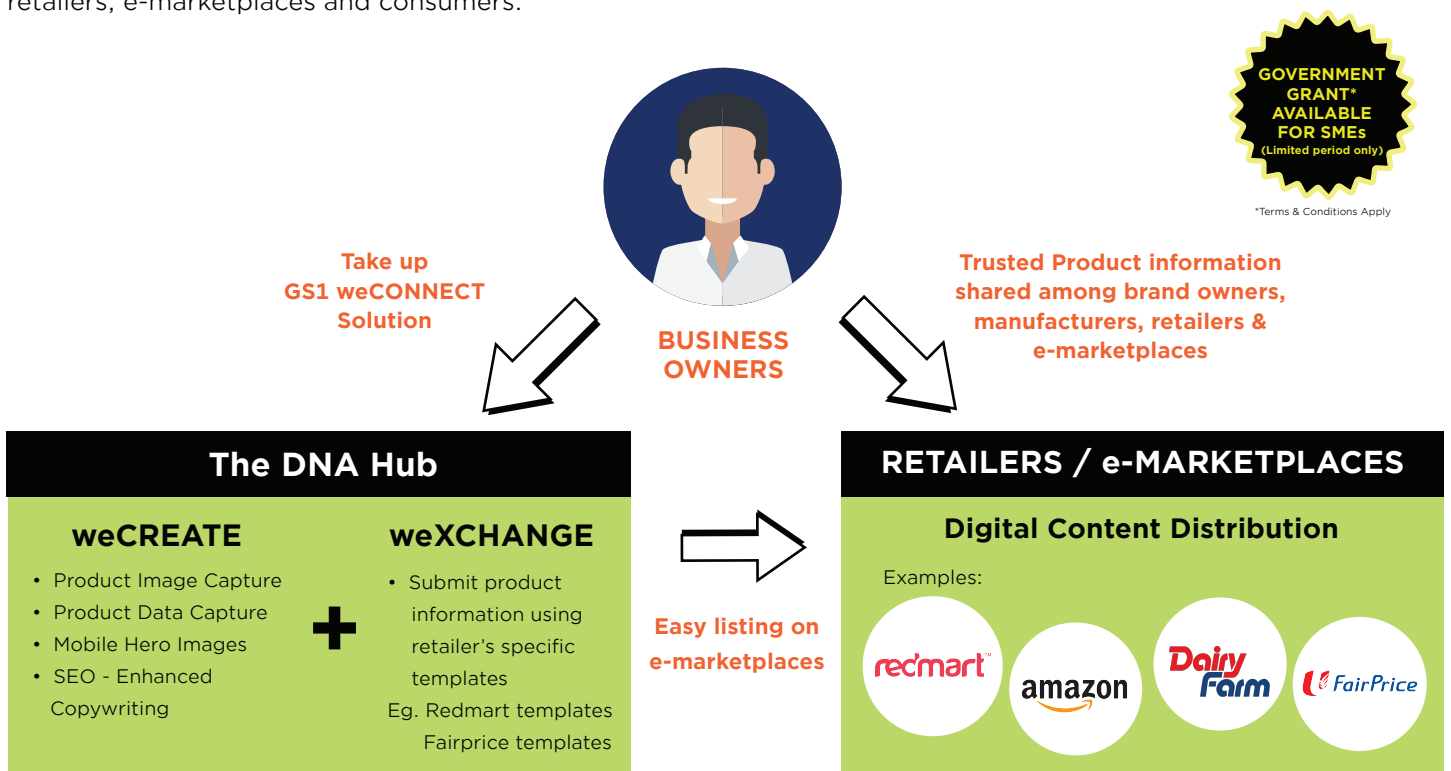 retailers, e-marketplaces and consumers.
GOVERNMENT
GRANT*
AVAILABLE
FOR SMEs
(Limited period only)
*Terms & Conditions Apply
Take up
GS1 weCONNECT
Solution
BUSINESS
OWNERS
Trusted Product information
shared among brand owners,
manufacturers, retailers &
e-marketplaces
The DNA Hub
weCREATE
• Product Image Capture
• Product Data Capture
• Mobile Hero Images
• SEO - Enhanced
Copywriting
+
weXCHANGE
• Submit product
information using
retailer's specific
templates
Eg. Redmart templates
Fairprice templates
Easy listing on
e-marketplaces
RETAILERS / e-MARKETPLACES
Digital Content Distribution
Examples:
redmart™
amazon
Dairy
Farm
FairPrice